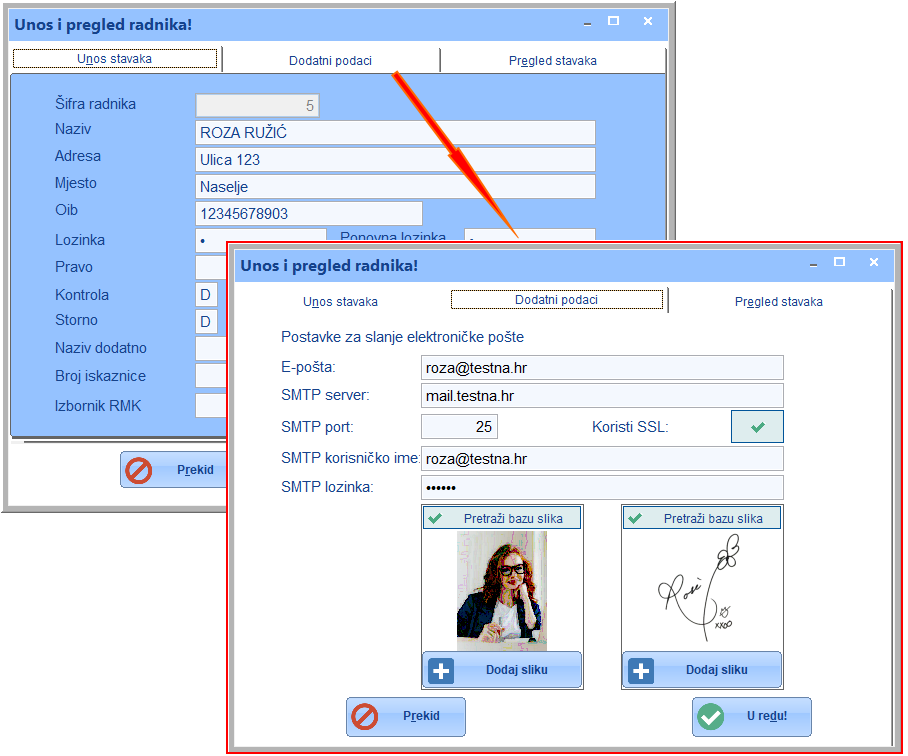 Unos i pregled radnika!
Unos stavaka
Dodatni podaci
Pregled stavaka
Šifra radnika 5
Naziv ROZA RUŽIĆ
Adresa Ulica 123
Mjesto Naselje
Oib 12345678903
Lozinka • Ponovna lozinka
Pravo
Kontrola D
Storno D
Naziv dodatno
Broj iskaznice
Izbornik RMK
Prekid
Unos i pregled radnika!
Unos stavaka
Dodatni podaci
Pregled stavaka
Postavke za slanje elektroničke pošte
E-pošta: roza@testna.hr
SMTP server: mail.testna.hr
SMTP port: 25 Koristi SSL:
SMTP korisničko ime: roza@testna.hr
SMTP lozinka: ••••••
Pretraži bazu slika
Pretraži bazu slika
Dodaj sliku
Dodaj sliku
Prekid
U redu!